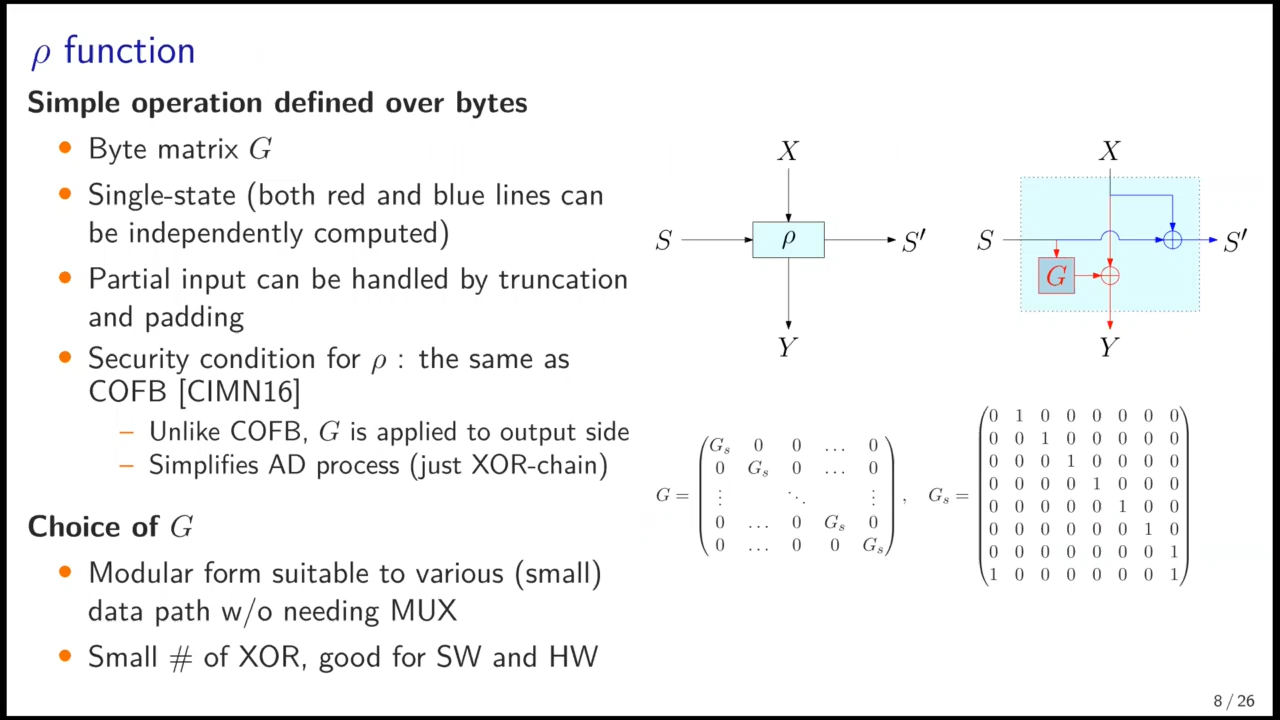 ρ function
Simple operation defined over bytes
• Byte matrix G
• Single-state (both red and blue lines can
be independently computed)
• Partial input can be handled by truncation
and padding
• Security condition for ρ : the same as
COFB [CIMN16]
– Unlike COFB, G is applied to output side
– Simplifies AD process (just XOR-chain)
Choice of G
• Modular form suitable to various (small)
data path w/o needing MUX
• Small # of XOR, good for SW and HW
X
S ρ S′
Y
X
S S′
G
Y
G =
G_s 0 0 … 0
0 G_s 0 … 0
⋮ ⋱ ⋮
0 … 0 G_s 0
0 … 0 0 G_s
,
G_s =
0 1 0 0 0 0 0 0
0 0 1 0 0 0 0 0
0 0 0 1 0 0 0 0
0 0 0 0 1 0 0 0
0 0 0 0 0 1 0 0
0 0 0 0 0 0 1 0
0 0 0 0 0 0 0 1
1 0 0 0 0 0 0 1
8 / 26